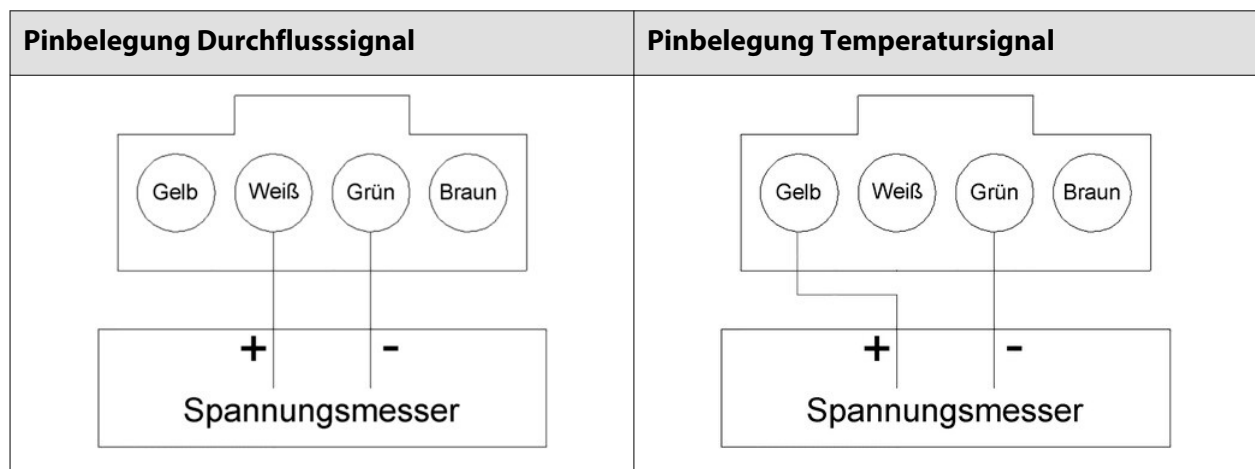 Pinbelegung Durchflusssignal
Gelb Weiß Grün Braun
+ -
Spannungsmesser
Pinbelegung Temperatursignal
Gelb Weiß Grün Braun
+ -
Spannungsmesser